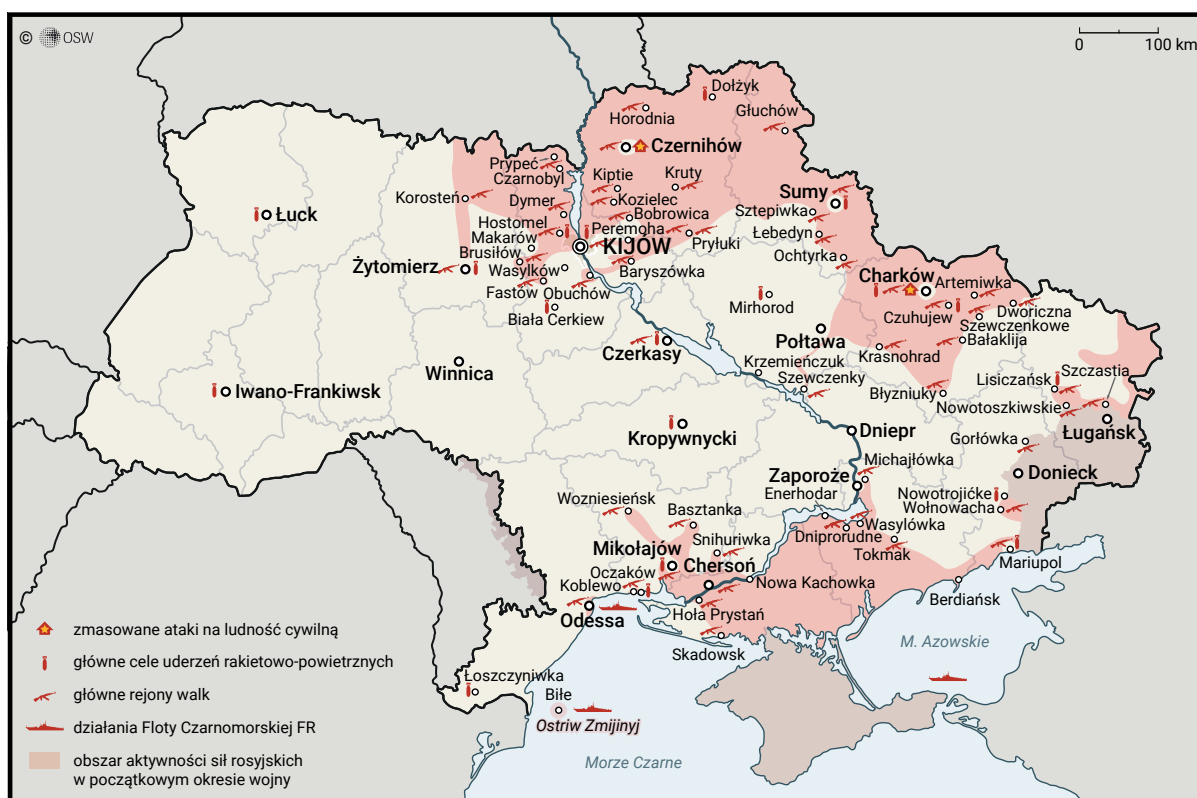 © OSW
0 100 km
Dołżyk
Głuchów
Horodnia
Czernihów
Prypeć
Czarnobyl
Kiptie
Kruty
Korosteń
Dymer
Kozielec
Sumy
Łuck
Bobrowica
Sztepiwka
Hostomel
Peremoha
Makarów
KIJÓW
Pryłuki
Łebedyn
Brusiłów
Ochtyrka
Żytomierz
Wasylków
Baryszówka
Charków
Artemiwka
Fastów
Obuchów
Mirhorod
Czuhujew
Dworiczna
Biała Cerkiew
Szewczenkowe
Połtawa
Bałaklija
Czerkasy
Krasnohrad
Winnica
Krzemieńczuk
Szczastia
Szewczenky
Lisiczańsk
Iwano-Frankiwsk
Błyzniuky
Nowotoszkiwskie
Kropywnycki
Dniepr
Ługańsk
Gorłówka
Michajłówka
Zaporoże
Donieck
Enerhodar
Wozniesieńsk
Nowotrojićke
Basztanka
Wołnowacha
Wasylówka
Dniprorudne
Snihuriwka
Tokmak
Mikołajów
Chersoń
Mariupol
Oczaków
Nowa Kachowka
Koblewo
Berdiańsk
Hoła Prystań
Odessa
Skadowsk
M. Azowskie
Łoszczyniwka
Biłe
Ostriw Zmijinyj
Morze Czarne
zmasowane ataki na ludność cywilną
główne cele uderzeń rakietowo-powietrznych
główne rejony walk
działania Floty Czarnomorskiej FR
obszar aktywności sił rosyjskich
w początkowym okresie wojny